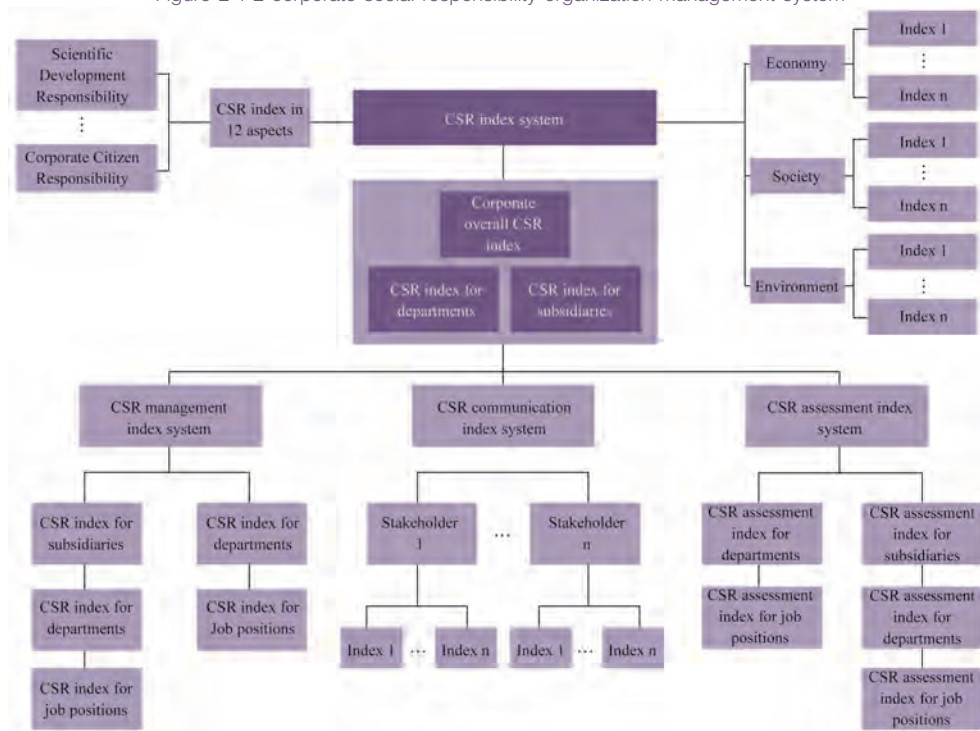 Figure 2-1-2 corporate social responsibility organization management system
Scientific
Development
Responsibility
⋮
Corporate Citizen
Responsibility
CSR index in
12 aspects
CSR index system
Economy
Index 1
⋮
Index n
Society
Index 1
⋮
Index n
Environment
Index 1
⋮
Index n
Corporate
overall CSR
index
CSR index for
departments
CSR index for
subsidiaries
CSR management
index system
CSR communication
index system
CSR assessment index
system
CSR index for
subsidiaries
CSR index for
departments
CSR index for
job positions
CSR index for
departments
CSR index for
Job positions
Stakeholder
1
...
Stakeholder
n
Index 1
...
Index n
Index 1
...
Index n
CSR assessment
index for
departments
CSR assessment
index for job
positions
CSR assessment
index for
subsidiaries
CSR assessment
index for
departments
CSR assessment
index for job
positions